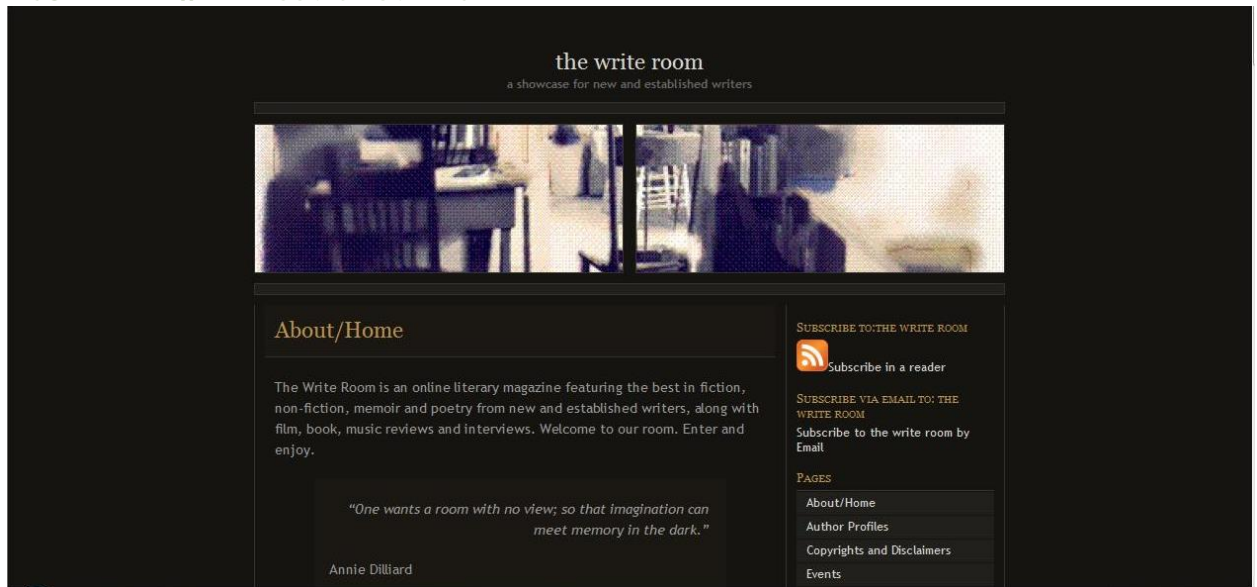 the write room
a showcase for new and established writers
About/Home
The Write Room is an online literary magazine featuring the best in fiction,
non-fiction, memoir and poetry from new and established writers, along with
film, book, music reviews and interviews. Welcome to our room. Enter and
enjoy.
“One wants a room with no view; so that imagination can
meet memory in the dark.”
Annie Dilliard
Subscribe to:the write room
Subscribe in a reader
Subscribe via email to: the
write room
Subscribe to the write room by
Email
Pages
About/Home
Author Profiles
Copyrights and Disclaimers
Events